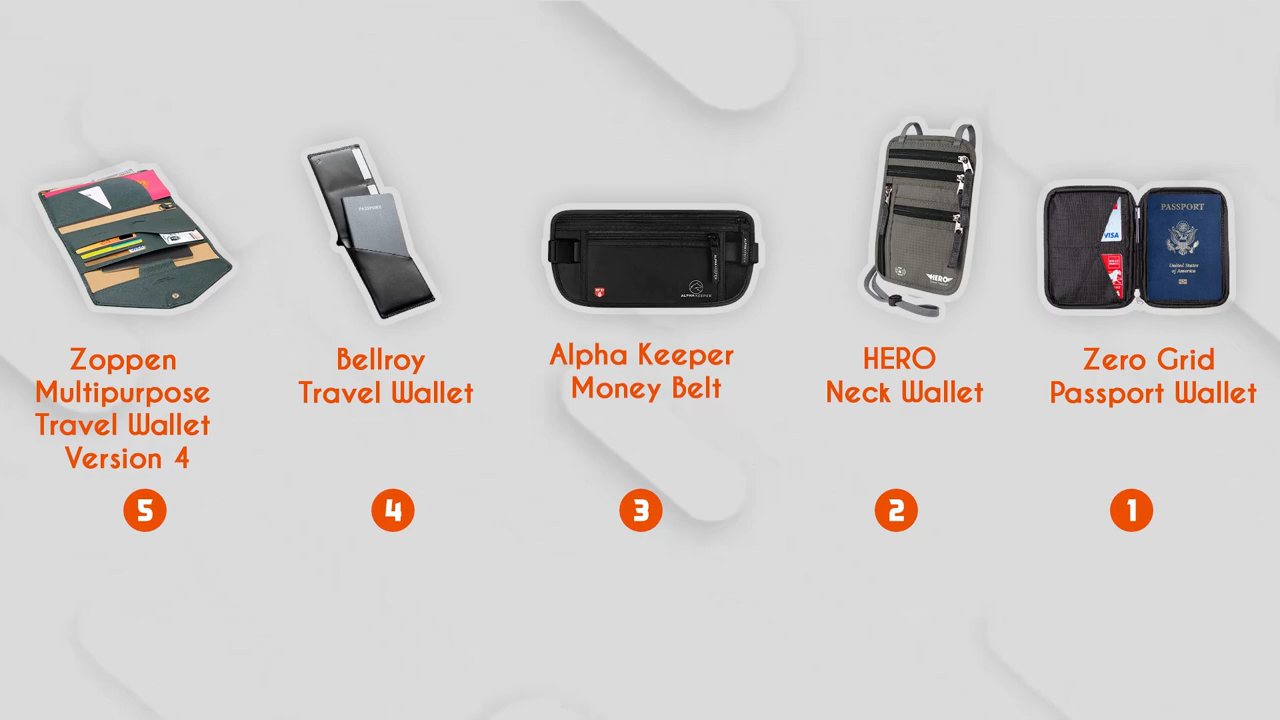 Zoppen
Multipurpose
Travel Wallet
Version 4
5
Bellroy
Travel Wallet
4
Alpha Keeper
Money Belt
3
HERO
Neck Wallet
2
Zero Grid
Passport Wallet
1
PASSPORT
ALPHA KEEPER
HERO
VISA
PASSPORT
United States
of America